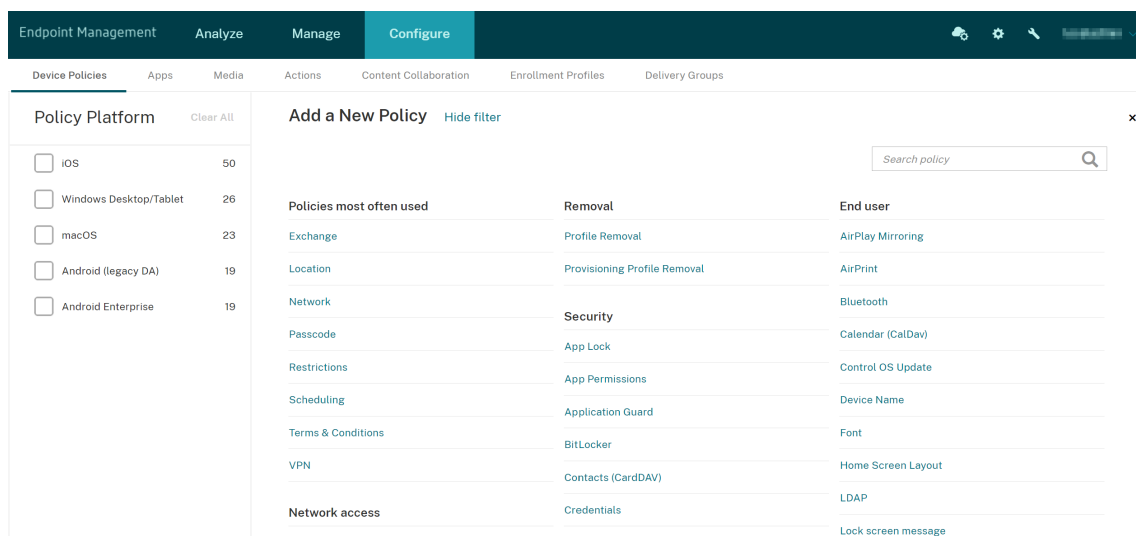 Endpoint Management Analyze Manage Configure
Device Policies Apps Media Actions Content Collaboration Enrollment Profiles Delivery Groups
Policy Platform Clear All
iOS 50
Windows Desktop/Tablet 26
macOS 23
Android (legacy DA) 19
Android Enterprise 19
Add a New Policy Hide filter
Search policy
Policies most often used
Exchange
Location
Network
Passcode
Restrictions
Scheduling
Terms & Conditions
VPN
Network access
Removal
Profile Removal
Provisioning Profile Removal
Security
App Lock
App Permissions
Application Guard
BitLocker
Contacts (CardDAV)
Credentials
End user
AirPlay Mirroring
AirPrint
Bluetooth
Calendar (CalDav)
Control OS Update
Device Name
Font
Home Screen Layout
LDAP
Lock screen message